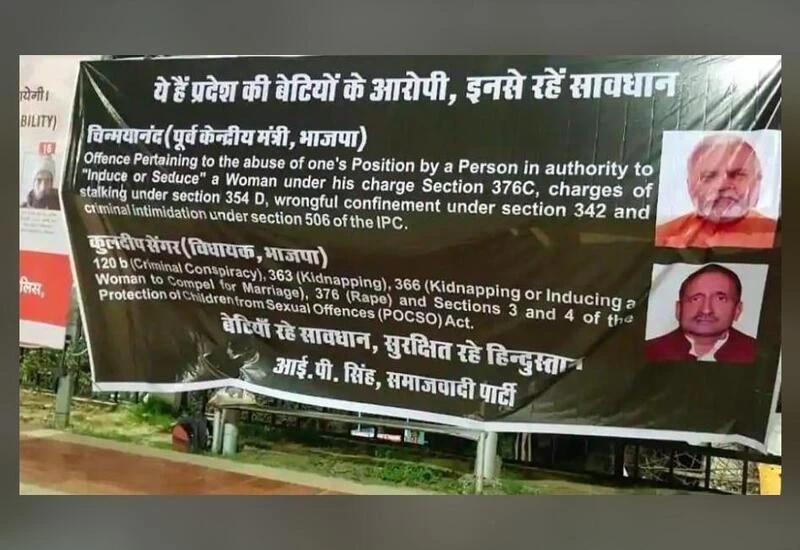 येगी।
BILITY)
16
लिस,
ये हैं प्रदेश की बेटियों के आरोपी, इनसे रहें सावधान
चिन्मयानंद (पूर्व केन्द्रीय मंत्री, भाजपा)
Offence Pertaining to the abuse of one's Position by a Person in authority to
"Induce or Seduce" a Woman under his charge Section 376C, charges of
stalking under section 354 D, wrongful confinement under section 342 and
criminal intimidation under section 506 of the IPC.
कुलदीप सेंगर (विधायक, भाजपा)
120 b (Criminal Conspiracy), 363 (Kidnapping), 366 (Kidnapping or Inducing a
Woman to Compel for Marriage), 376 (Rape) and Sections 3 and 4 of the
Protection of Children from Sexual Offences (POCSO) Act.
बेटियाँ रहे सावधान, सुरक्षित रहे हिन्दुस्तान
आई.पी. सिंह, समाजवादी पार्टी